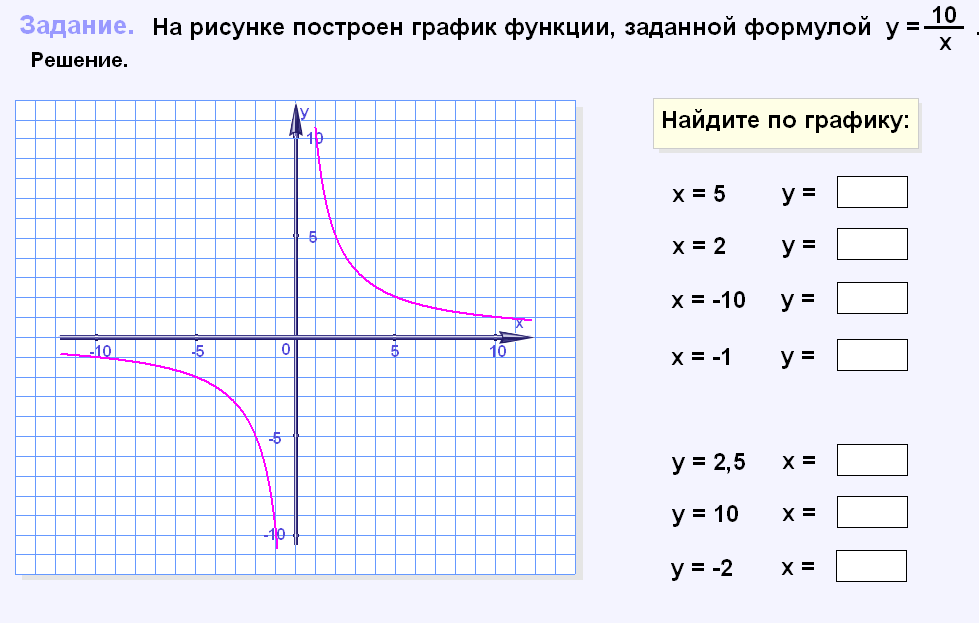 Задание. На рисунке построен график функции, заданной формулой y = 10/x .
Решение.
Найдите по графику:
y
10
5
x
-10 -5 0 5 10
-5
-10
x = 5 y =
x = 2 y =
x = -10 y =
x = -1 y =
y = 2,5 x =
y = 10 x =
y = -2 x =